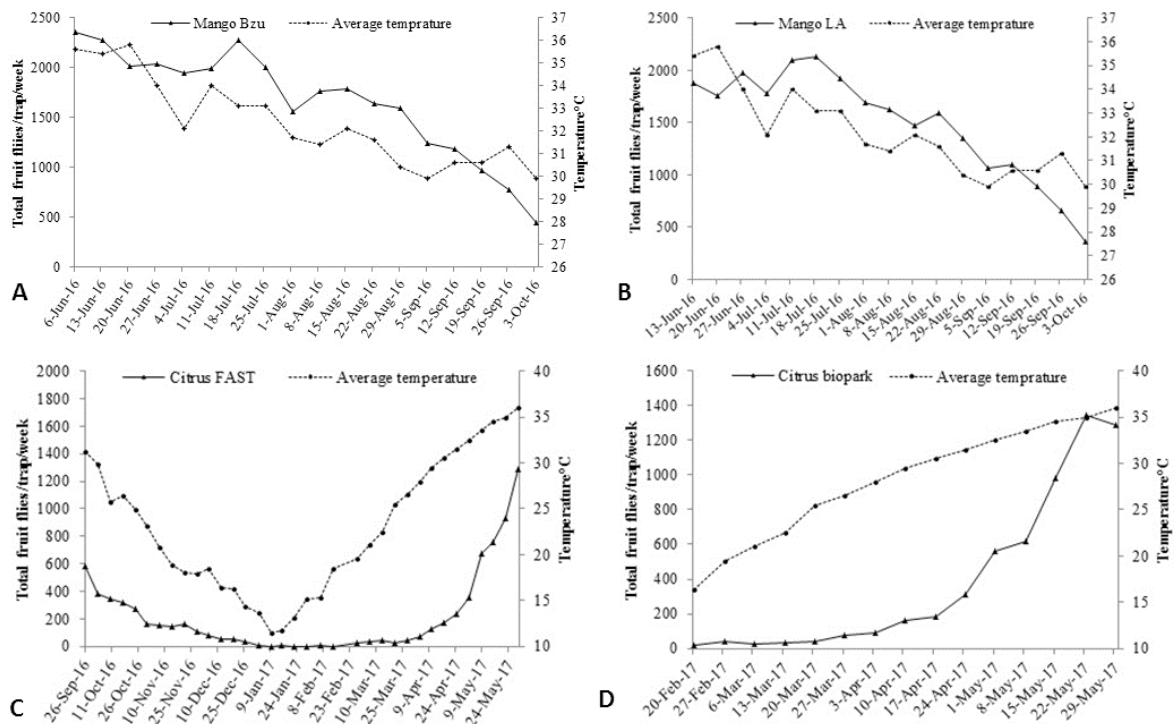 Mango Bzu
Average temprature
Total fruit flies/trap/week
2500
2000
1500
1000
500
0
37
36
35
34
33
32
31
30
29
28
27
26
Temperature°C
6-Jun-16
13-Jun-16
20-Jun-16
27-Jun-16
4-Jul-16
11-Jul-16
18-Jul-16
25-Jul-16
1-Aug-16
8-Aug-16
15-Aug-16
22-Aug-16
29-Aug-16
5-Sep-16
12-Sep-16
19-Sep-16
26-Sep-16
3-Oct-16
A
Mango LA
Average temprature
Total fruit flies/trap/week
2500
2000
1500
1000
500
0
37
36
35
34
33
32
31
30
29
28
27
26
Temperature°C
13-Jun-16
20-Jun-16
27-Jun-16
4-Jul-16
11-Jul-16
18-Jul-16
25-Jul-16
1-Aug-16
8-Aug-16
15-Aug-16
22-Aug-16
29-Aug-16
5-Sep-16
12-Sep-16
19-Sep-16
26-Sep-16
3-Oct-16
B
Citrus FAST
Average temperature
Total fruit flies/trap/week
2000
1800
1600
1400
1200
1000
800
600
400
200
0
40
35
30
25
20
15
10
Temperature°C
26-Sep-16
11-Oct-16
26-Oct-16
10-Nov-16
25-Nov-16
10-Dec-16
25-Dec-16
9-Jan-17
24-Jan-17
8-Feb-17
23-Feb-17
10-Mar-17
25-Mar-17
9-Apr-17
24-Apr-17
9-May-17
24-May-17
C
Citrus biopark
Average temprature
Total fruit flies/trap/week
1600
1400
1200
1000
800
600
400
200
0
40
35
30
25
20
15
10
Temperature°C
20-Feb-17
27-Feb-17
6-Mar-17
13-Mar-17
20-Mar-17
27-Mar-17
3-Apr-17
10-Apr-17
17-Apr-17
24-Apr-17
1-May-17
8-May-17
15-May-17
22-May-17
29-May-17
D